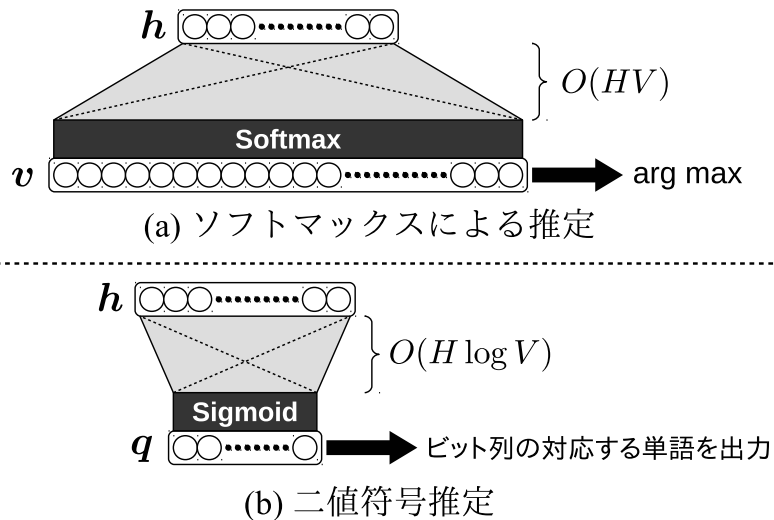 h
O(HV)
Softmax
v
arg max
(a) ソフトマックスによる推定
h
O(H log V)
Sigmoid
q
ビット列の対応する単語を出力
(b) 二値符号推定